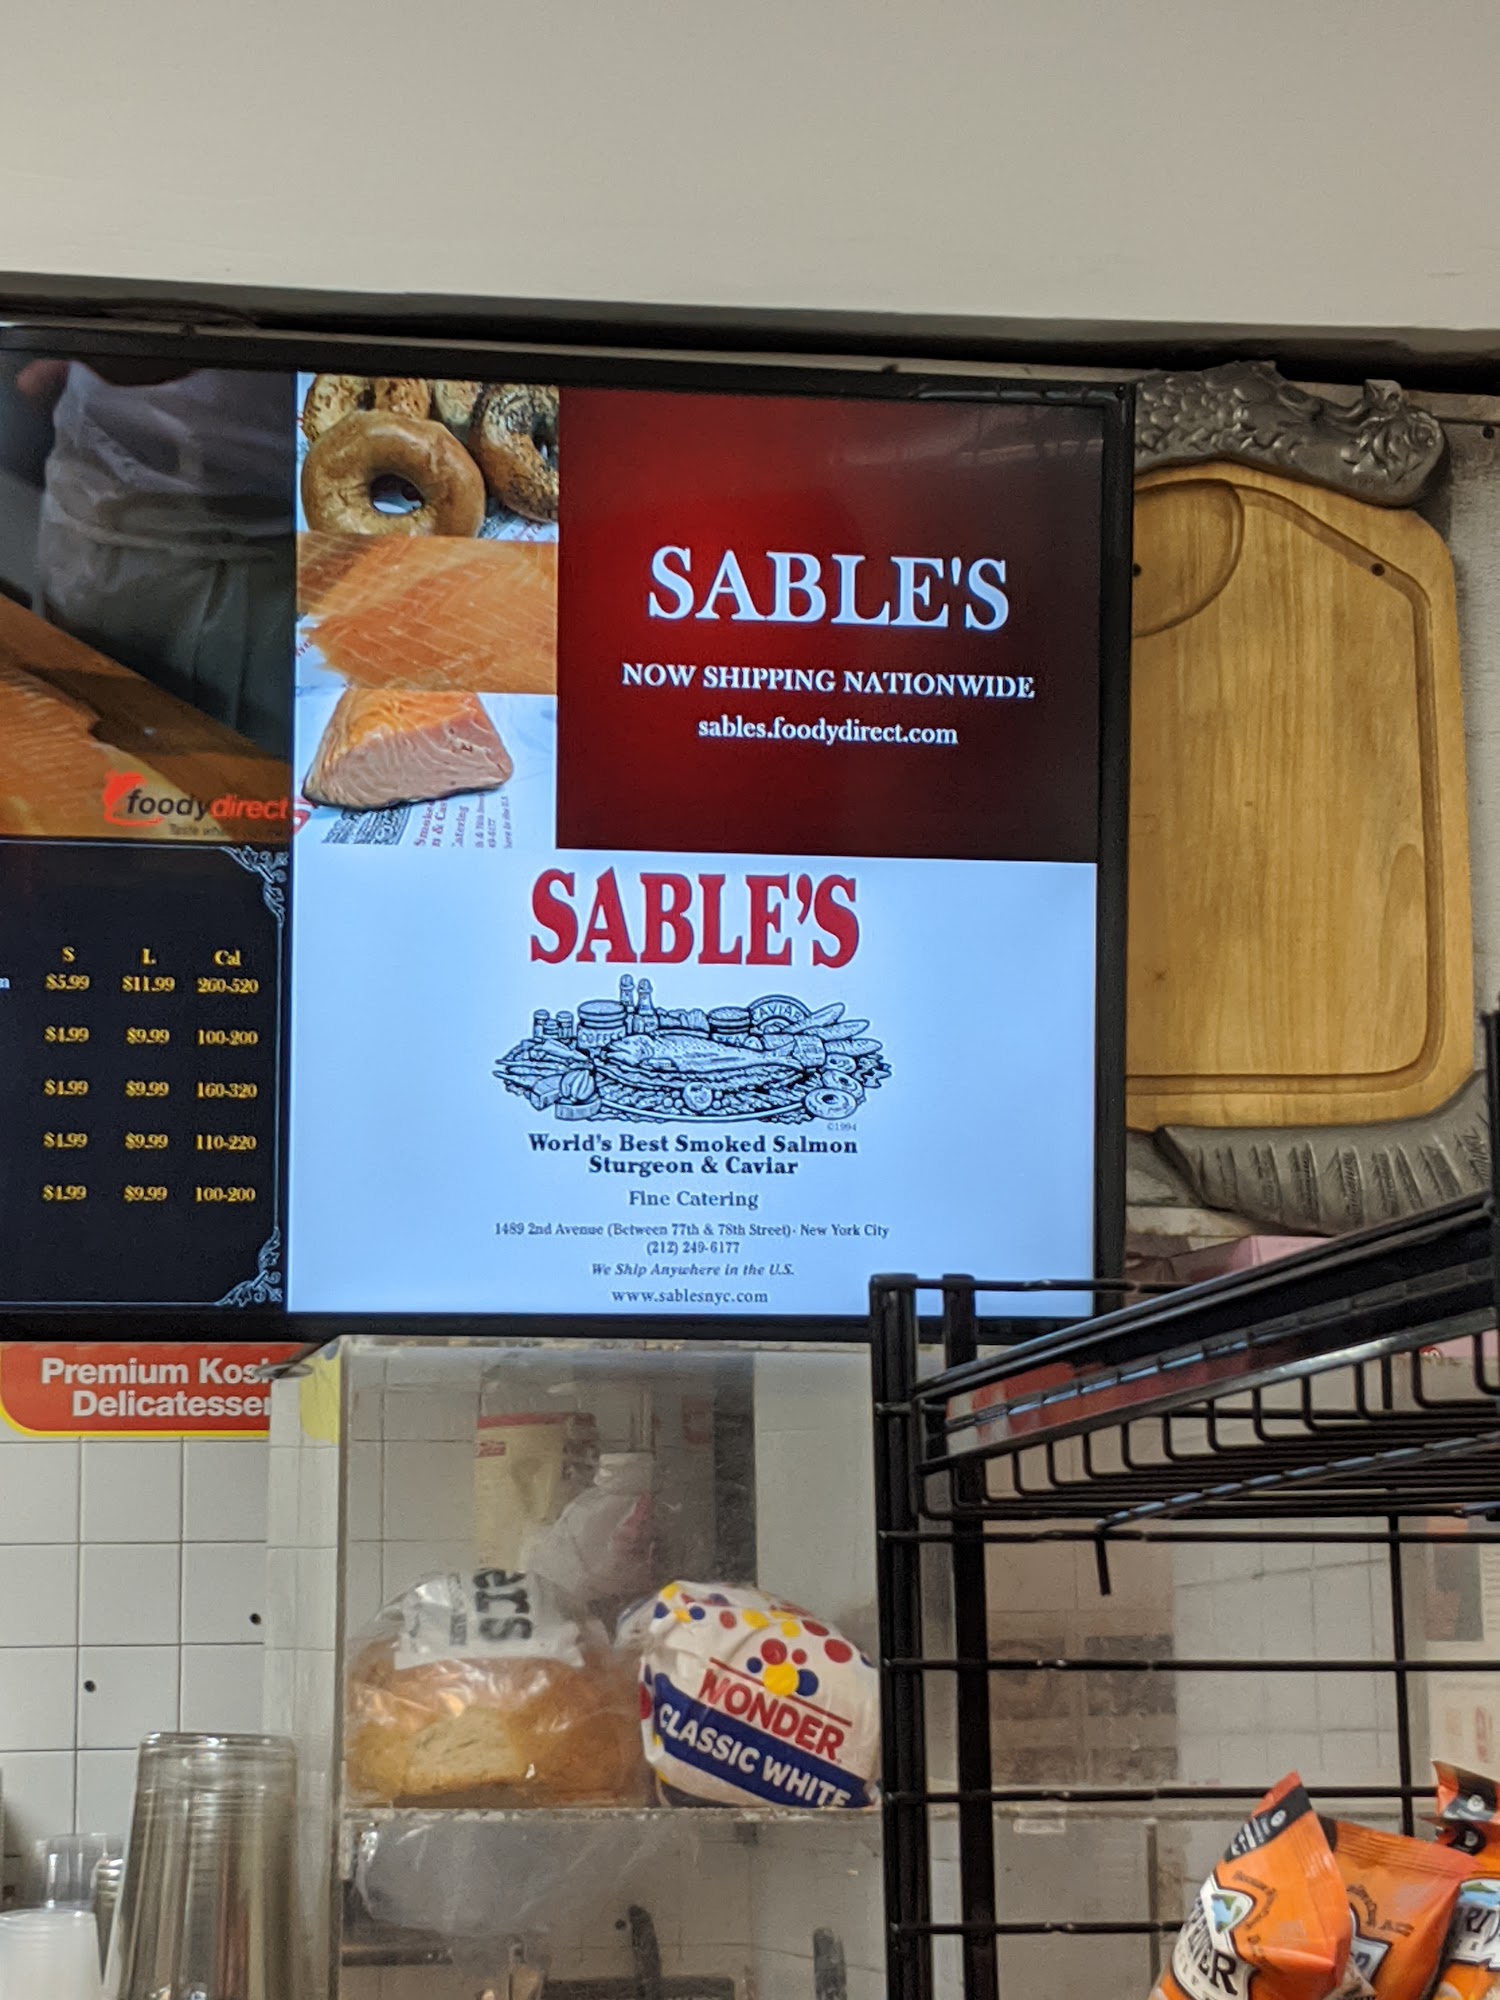 SABLE'S
NOW SHIPPING NATIONWIDE
sables.foodydirect.com
foodydirect
S L Cal
$5.99 $11.99 260-520
$4.99 $9.99 100-200
$4.99 $9.99 160-320
$4.99 $9.99 110-220
$4.99 $9.99 100-200
SABLE'S
COFFEE
CAVIAR
©1994
World's Best Smoked Salmon
Sturgeon & Caviar
Fine Catering
1489 2nd Avenue (Between 77th & 78th Street)· New York City
(212) 249-6177
We Ship Anywhere in the U.S.
www.sablesnyc.com
Premium Kos
Delicatesse
WONDER
CLASSIC WHITE